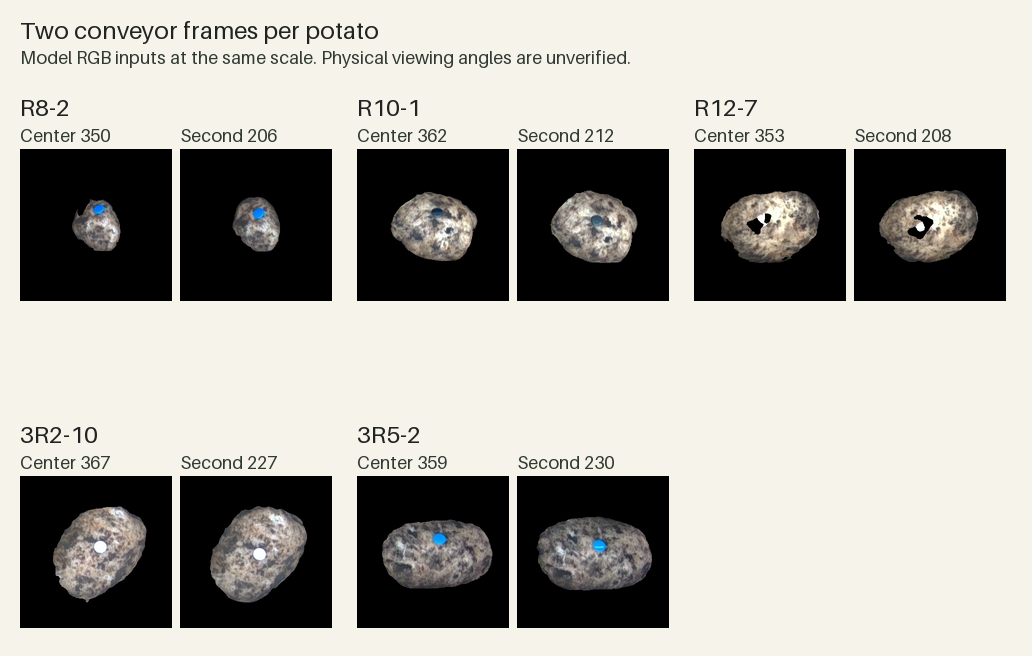 Two conveyor frames per potato
Model RGB inputs at the same scale. Physical viewing angles are unverified.
R8-2
Center 350
Second 206
R10-1
Center 362
Second 212
R12-7
Center 353
Second 208
3R2-10
Center 367
Second 227
3R5-2
Center 359
Second 230